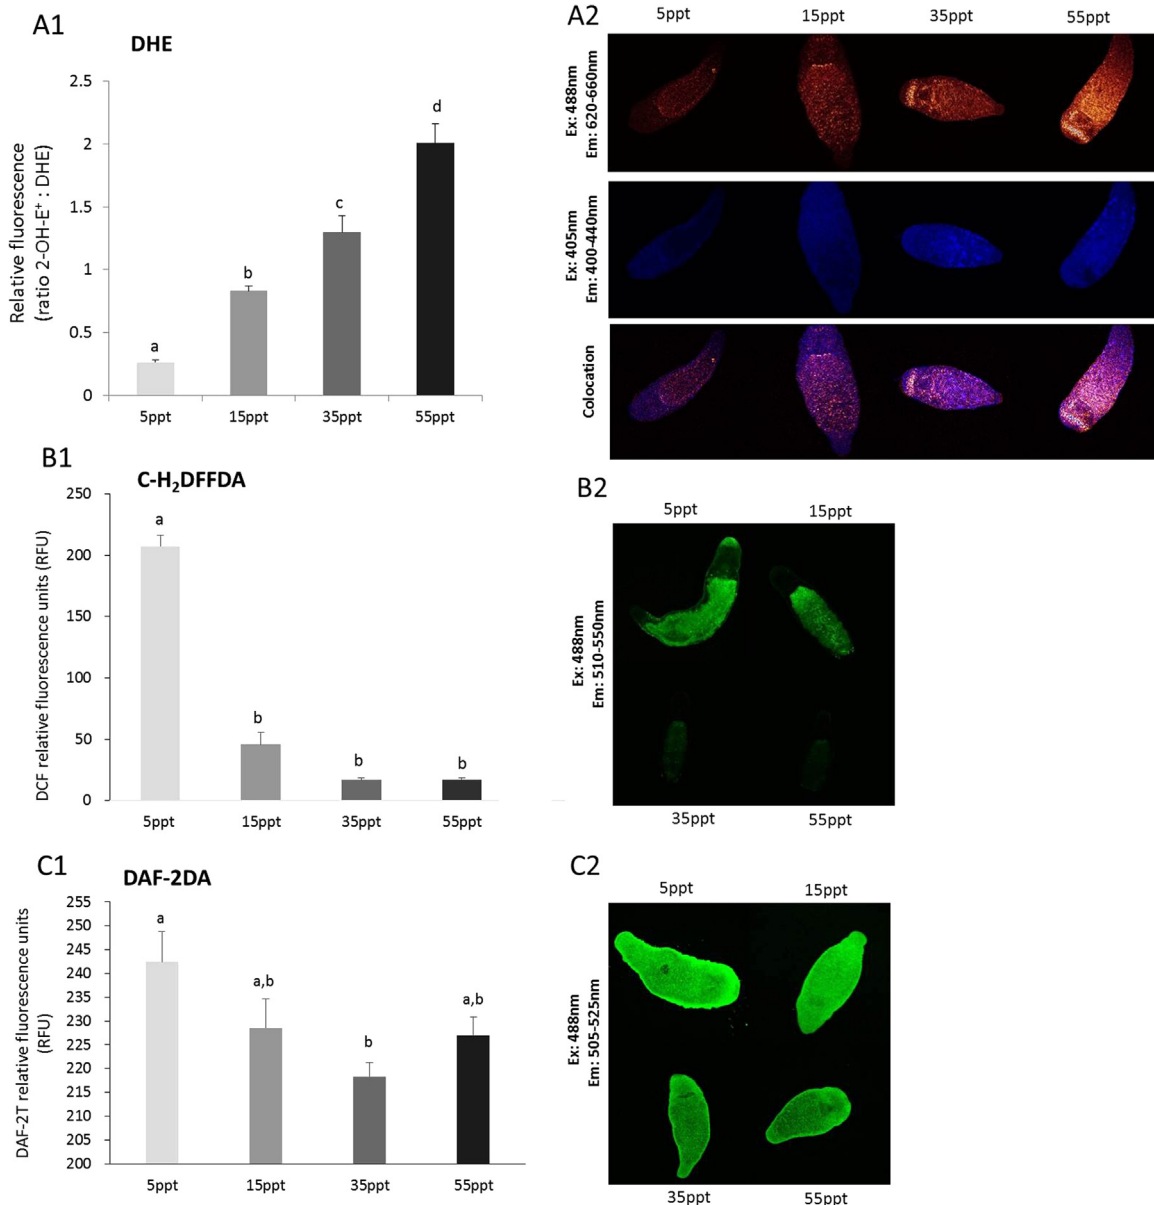 A1
DHE
Relative fluorescence
(ratio 2-OH-E⁺ : DHE)
2.5
2
1.5
1
0.5
0
a
b
c
d
5ppt
15ppt
35ppt
55ppt
A2
5ppt
15ppt
35ppt
55ppt
Ex: 488nm
Em: 620-660nm
Ex: 405nm
Em: 400-440nm
Colocation
B1
C-H₂DFFDA
DCF relative fluorescence units (RFU)
250
200
150
100
50
0
a
b
b
b
5ppt
15ppt
35ppt
55ppt
B2
5ppt
15ppt
Ex: 488nm
Em: 510-550nm
35ppt
55ppt
C1
DAF-2DA
DAF-2T relative fluorescence units
(RFU)
255
250
245
240
235
230
225
220
215
210
205
200
a
a,b
b
a,b
5ppt
15ppt
35ppt
55ppt
C2
5ppt
15ppt
Ex: 488nm
Em: 505-525nm
35ppt
55ppt